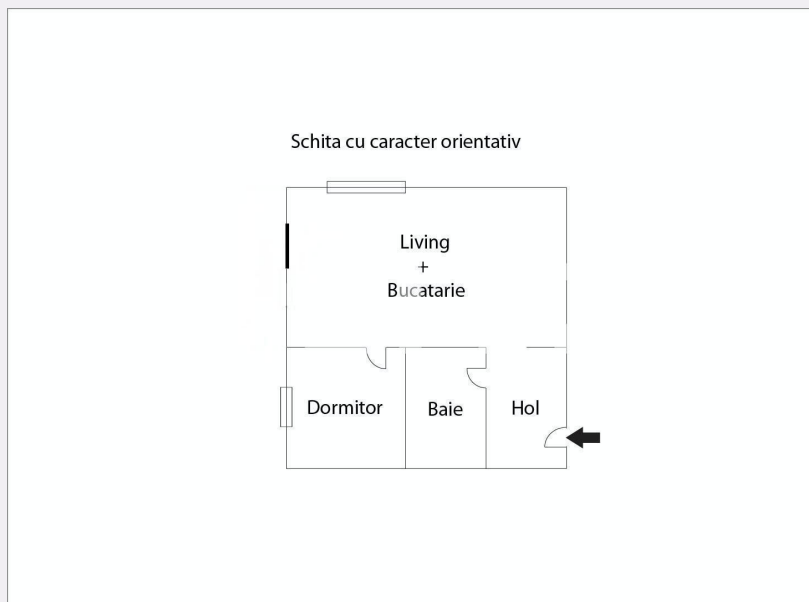 Schita cu caracter orientativ
Living
+
Bucatarie
Dormitor
Baie
Hol